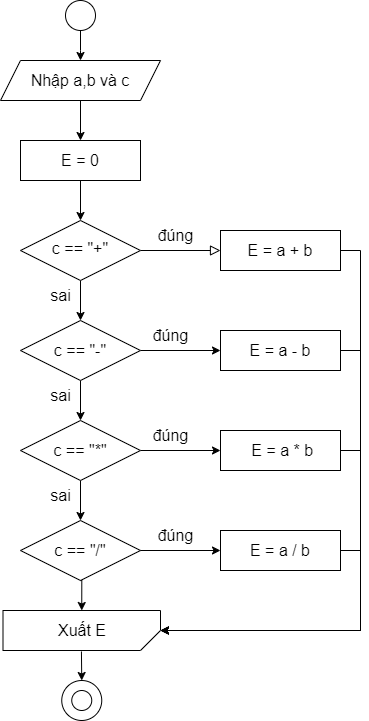 Nhập a,b và c
E = 0
c == "+"
đúng
E = a + b
sai
c == "-"
đúng
E = a - b
sai
c == "*"
đúng
E = a * b
sai
c == "/"
đúng
E = a / b
Xuất E